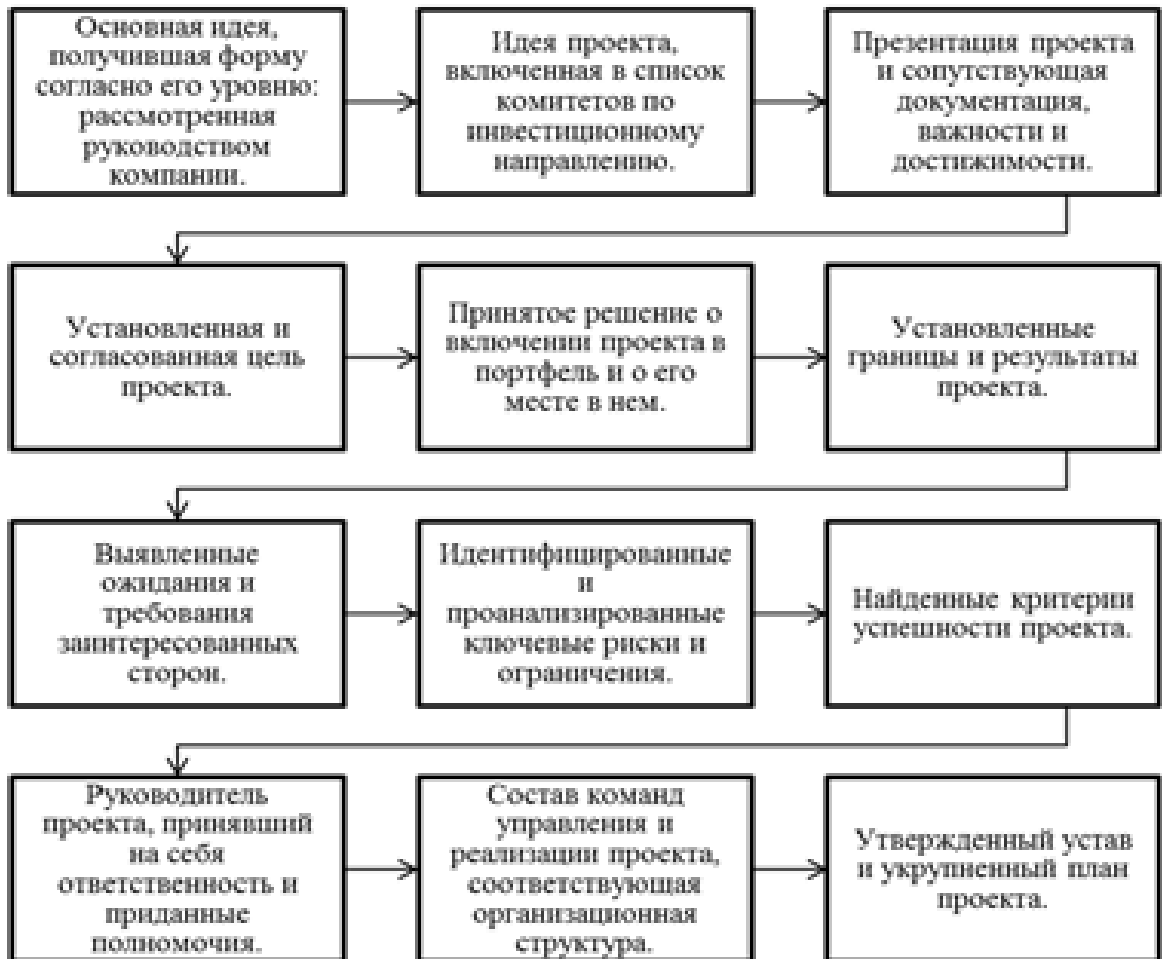 Основная идея,
получившая форму
согласно его уровню:
рассмотренная
руководством
компании.
Идея проекта,
включенная в список
комитетов по
инвестиционному
направлению.
Презентация проекта
и сопутствующая
документация,
важности и
достижимости.
Установленная и
согласованная цель
проекта.
Принятое решение о
включении проекта в
портфель и о его
месте в нем.
Установленные
границы и результаты
проекта.
Выявленные
ожидания и
требования
заинтересованных
сторон.
Идентифицированные
и
проанализированные
ключевые риски и
ограничения.
Найденные критерии
успешности проекта.
Руководитель
проекта, принявший
на себя
ответственность и
приданные
полномочия.
Состав команд
управления и
реализации проекта,
соответствующая
организационная
структура.
Утвержденный устав
и укрупненный план
проекта.